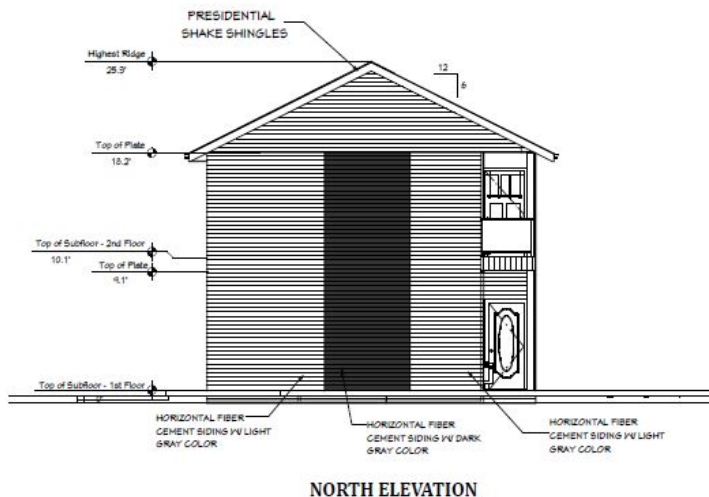 PRESIDENTIAL
SHAKE SHINGLES
Highest Ridge
25.3'
12
6
Top of Plate
18.2'
Top of Subfloor - 2nd Floor
10.1'
Top of Plate
9.1'
Top of Subfloor - 1st Floor
HORIZONTAL FIBER
CEMENT SIDING W/ LIGHT
GRAY COLOR
HORIZONTAL FIBER
CEMENT SIDING W/ DARK
GRAY COLOR
HORIZONTAL FIBER
CEMENT SIDING W/ LIGHT
GRAY COLOR
NORTH ELEVATION